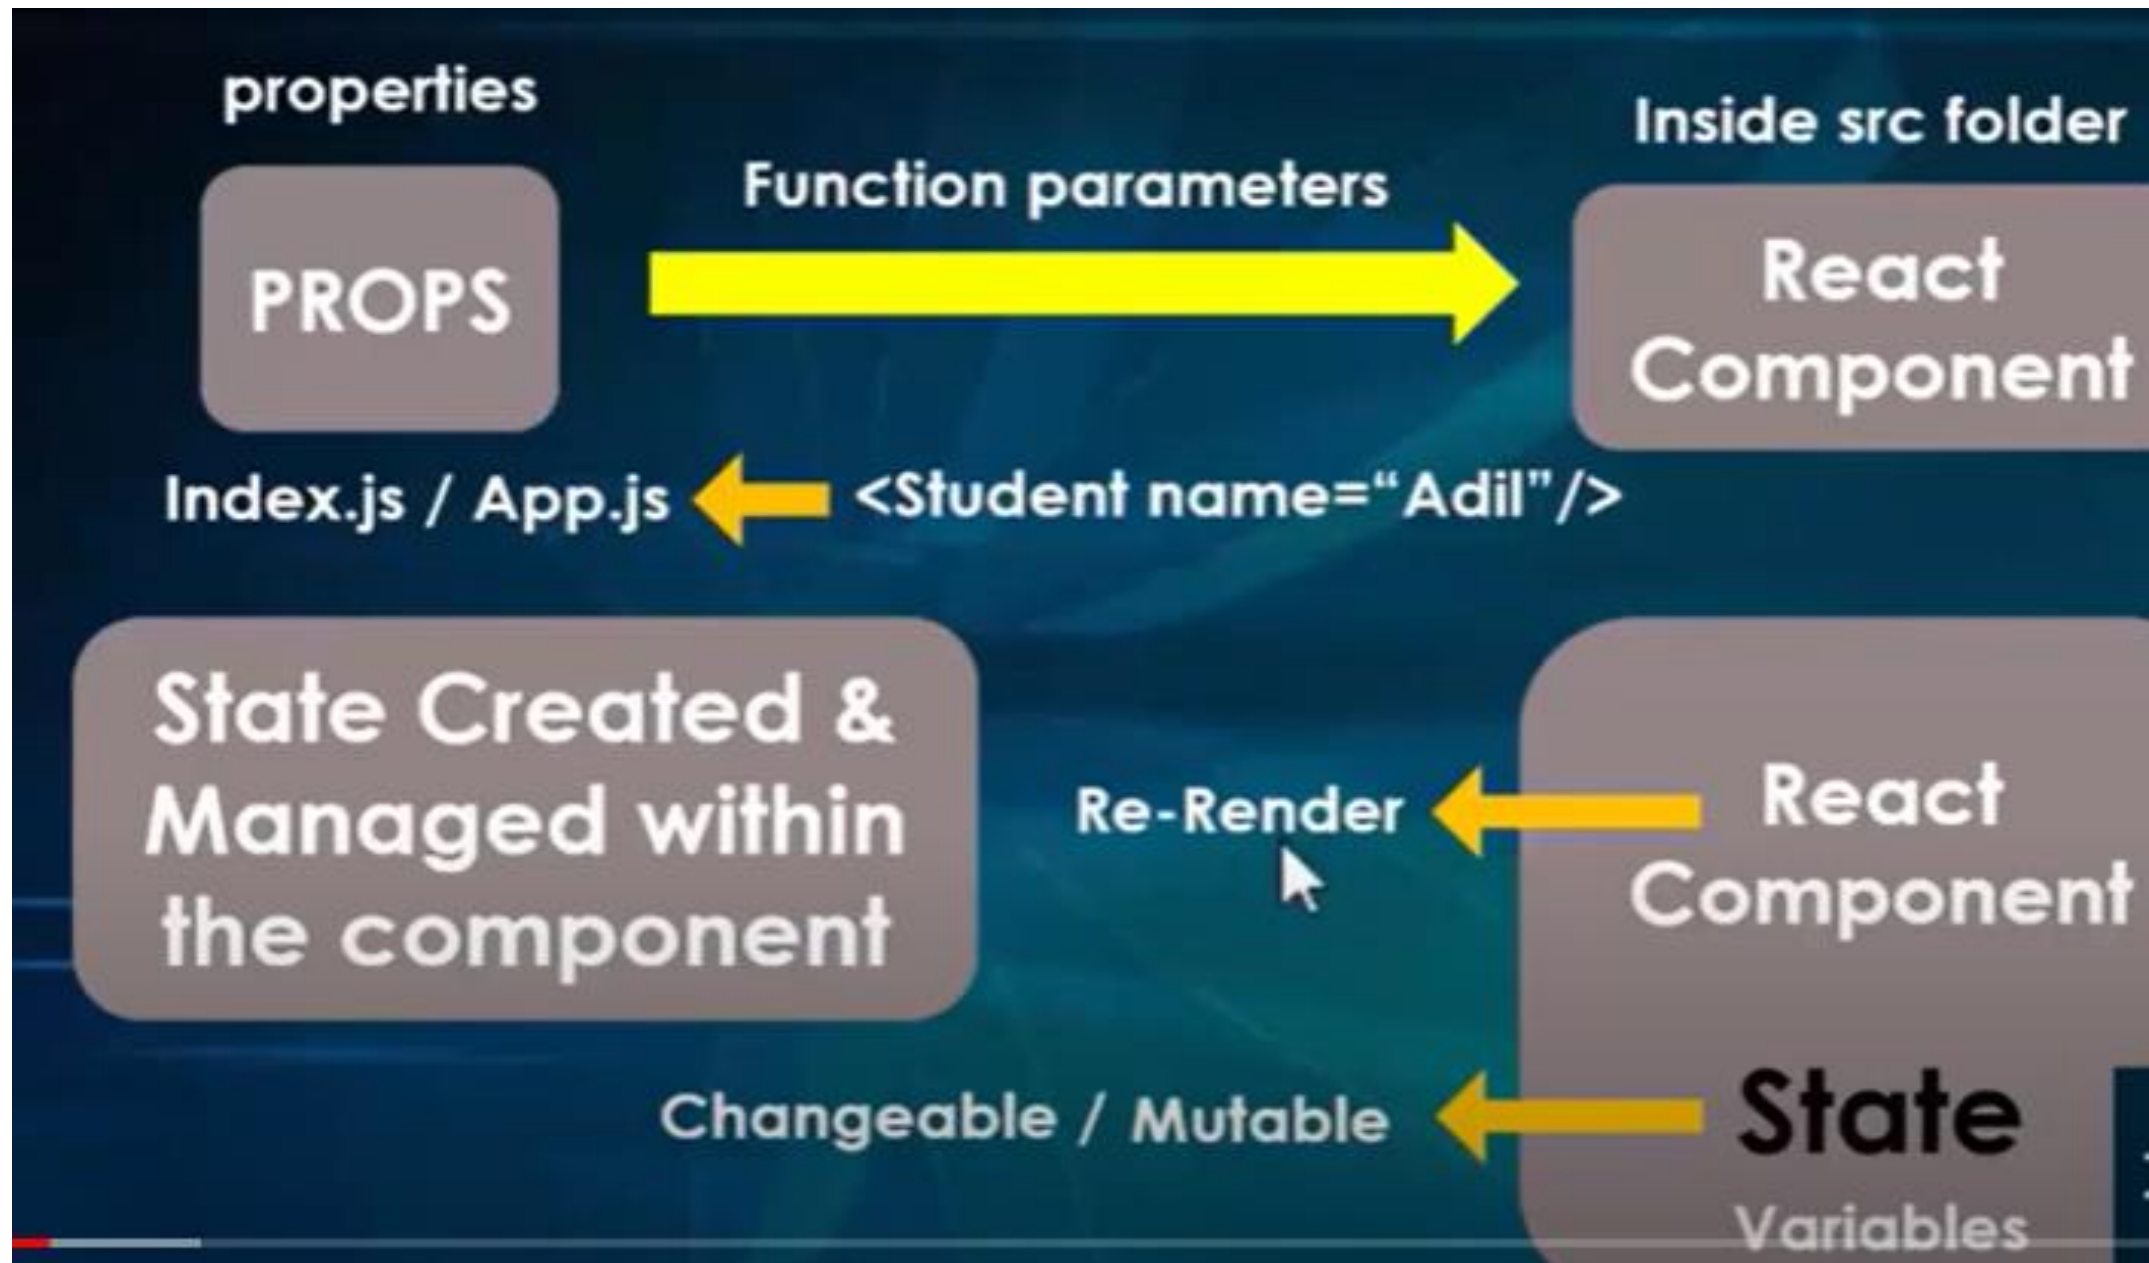 properties
Inside src folder
Function parameters
PROPS
React
Component
Index.js / App.js
<Student name=“Adil”/>
State Created &
Managed within
the component
Re-Render
React
Component
Changeable / Mutable
State
Variables